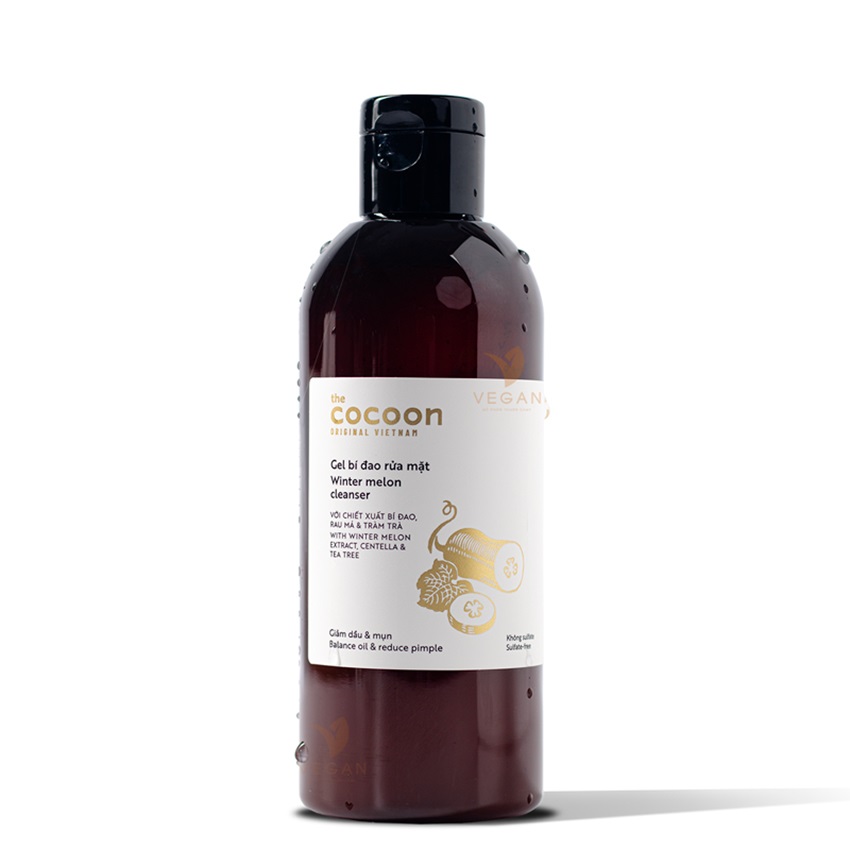 VEGAN
the
cocoon
ORIGINAL VIETNAM
Gel bí đao rửa mặt
Winter melon
cleanser
VỚI CHIẾT XUẤT BÍ ĐAO,
RAU MÁ & TRÀM TRÀ
WITH WINTER MELON
EXTRACT, CENTELLA &
TEA TREE
Giảm dầu & mụn
Balance oil & reduce pimple
Không sulfate
Sulfate-free
VEGAN